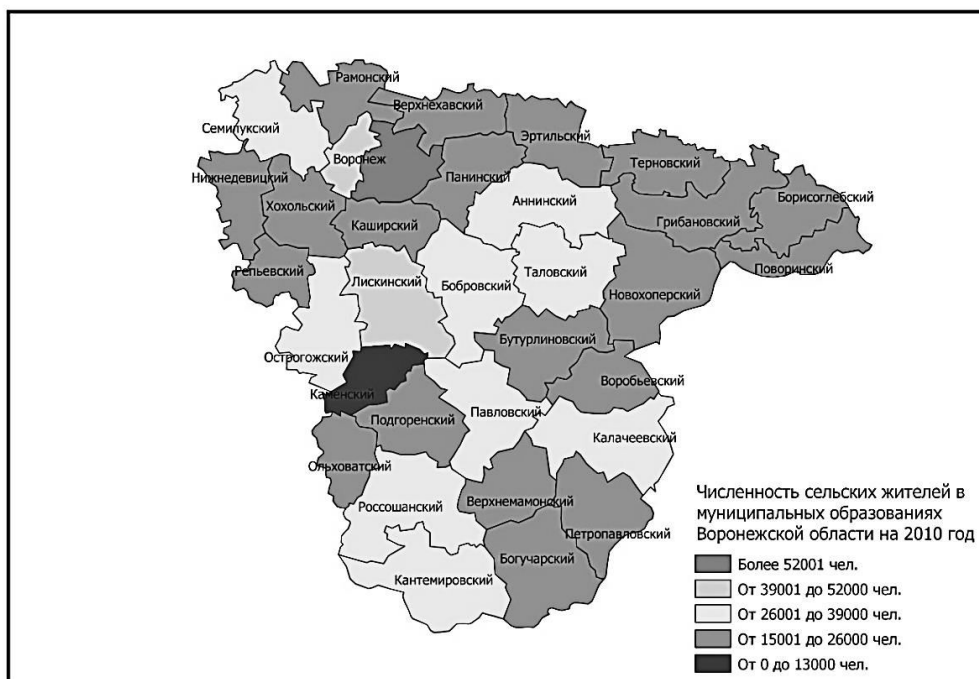 Рамонский
Верхнехавский
Семилукский
Эртильский
Воронеж
Терновский
Нижнедевицкий
Панинский
Борисоглебский
Хохольский
Аннинский
Грибановский
Каширский
Репьевский
Лискинский
Бобровский
Таловский
Поворинский
Новохоперский
Бутурлиновский
Острогожский
Воробьевский
Каменский
Подгоренский
Павловский
Калачеевский
Ольховатский
Россошанский
Верхнемамонский
Петропавловский
Богучарский
Кантемировский
Численность сельских жителей в
муниципальных образованиях
Воронежской области на 2010 год
Более 52001 чел.
От 39001 до 52000 чел.
От 26001 до 39000 чел.
От 15001 до 26000 чел.
От 0 до 13000 чел.